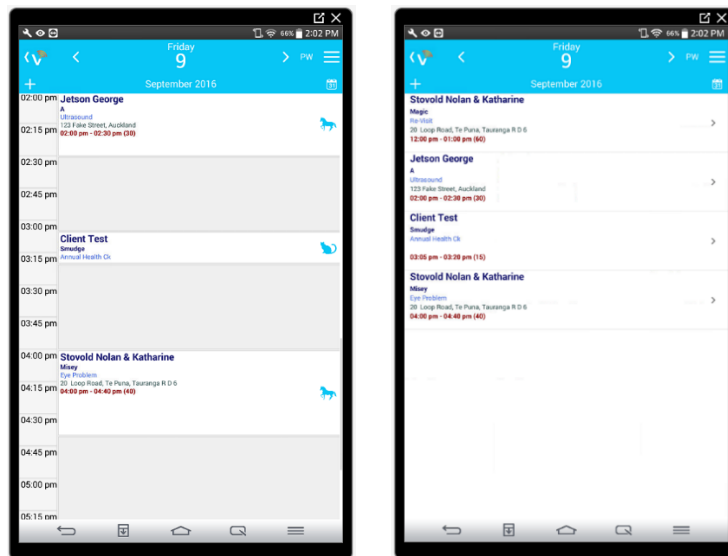 66% 2:02 PM
Friday
9
PW
September 2016
31
02:00 pm
Jetson George
A
Ultrasound
123 Fake Street, Auckland
02:00 pm - 02:30 pm (30)
02:15 pm
02:30 pm
02:45 pm
03:00 pm
Client Test
Smudge
Annual Health Ck
03:15 pm
03:30 pm
03:45 pm
04:00 pm
Stovold Nolan & Katharine
Misey
Eye Problem
20 Loop Road, Te Puna, Tauranga R D 6
04:00 pm - 04:40 pm (40)
04:15 pm
04:30 pm
04:45 pm
05:00 pm
05:15 pm
66% 2:02 PM
Friday
9
PW
September 2016
31
Stovold Nolan & Katharine
Magic
Re-Visit
20 Loop Road, Te Puna, Tauranga R D 6
12:00 pm - 01:00 pm (60)
Jetson George
A
Ultrasound
123 Fake Street, Auckland
02:00 pm - 02:30 pm (30)
Client Test
Smudge
Annual Health Ck
03:05 pm - 03:20 pm (15)
Stovold Nolan & Katharine
Misey
Eye Problem
20 Loop Road, Te Puna, Tauranga R D 6
04:00 pm - 04:40 pm (40)